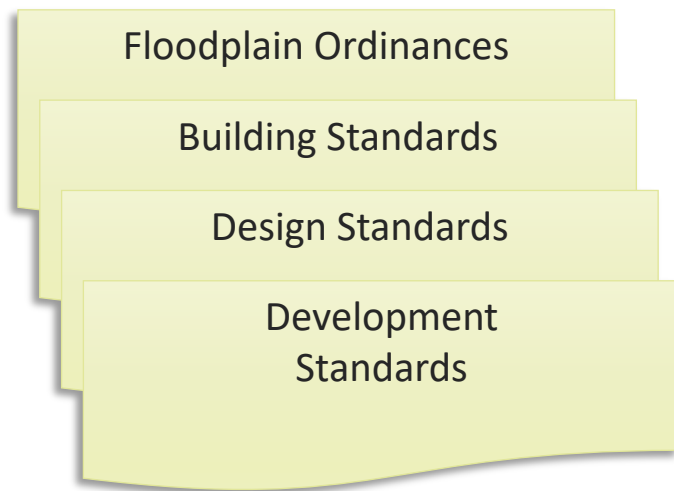 Floodplain Ordinances
Building Standards
Design Standards
Development
Standards